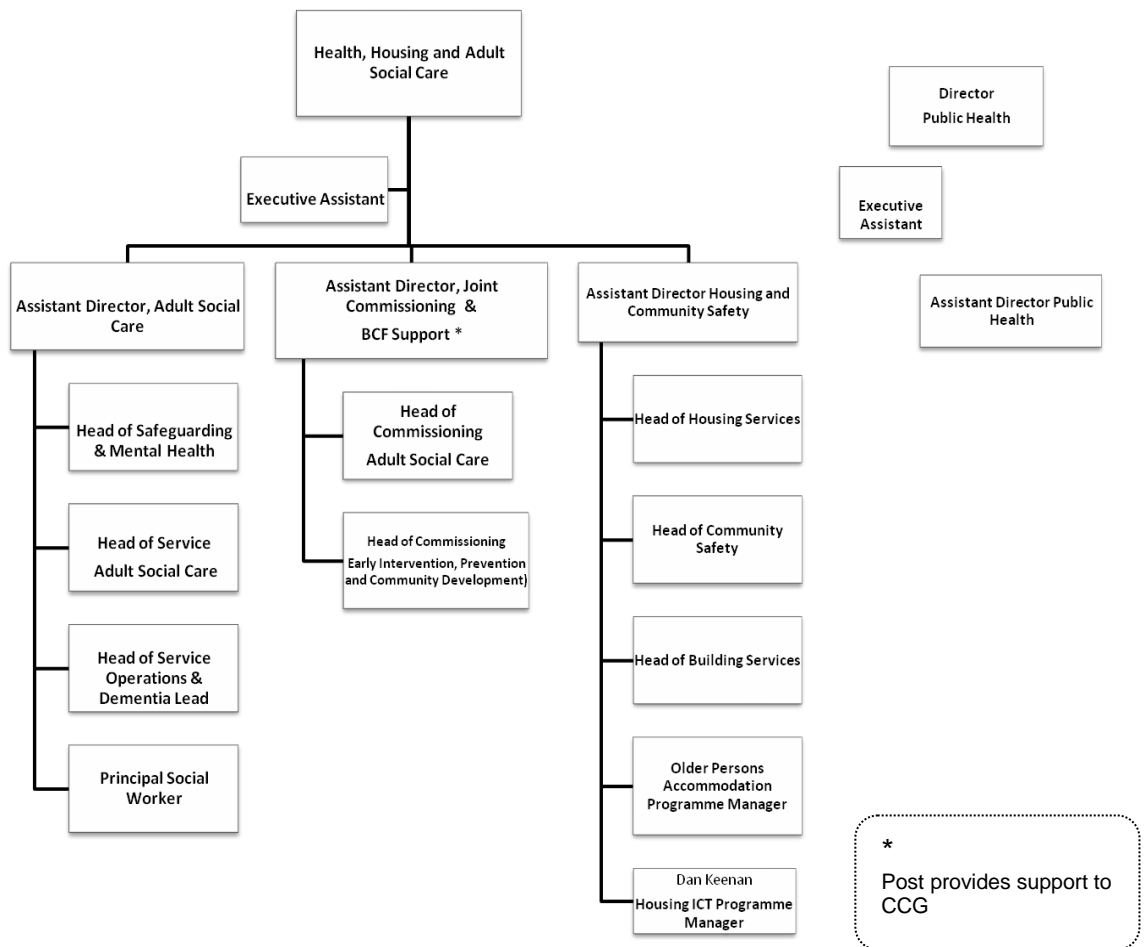 Health, Housing and Adult
Social Care
Executive Assistant
Assistant Director, Adult Social
Care
Head of Safeguarding
& Mental Health
Head of Service
Adult Social Care
Head of Service
Operations &
Dementia Lead
Principal Social
Worker
Assistant Director, Joint
Commissioning &
BCF Support *
Head of
Commissioning
Adult Social Care
Head of Commissioning
Early Intervention, Prevention
and Community Development)
Assistant Director Housing and
Community Safety
Head of Housing Services
Head of Community
Safety
Head of Building Services
Older Persons
Accommodation
Programme Manager
Dan Keenan
Housing ICT Programme
Manager
Director
Public Health
Executive
Assistant
Assistant Director Public
Health
*
Post provides support to
CCG